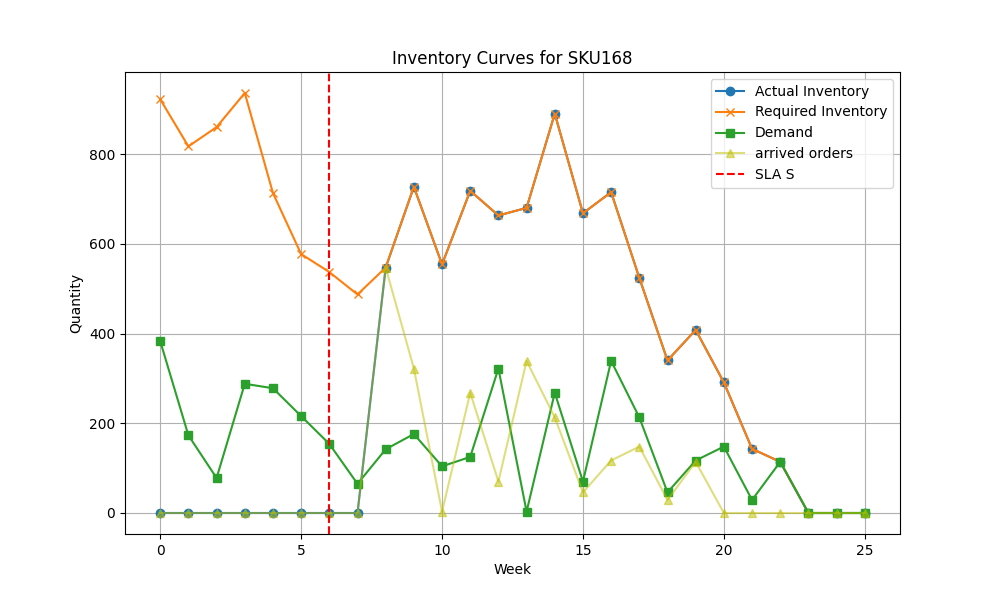 Inventory Curves for SKU168
Actual Inventory
Required Inventory
Demand
arrived orders
SLA S
Quantity
800
600
400
200
0
0 5 10 15 20 25
Week